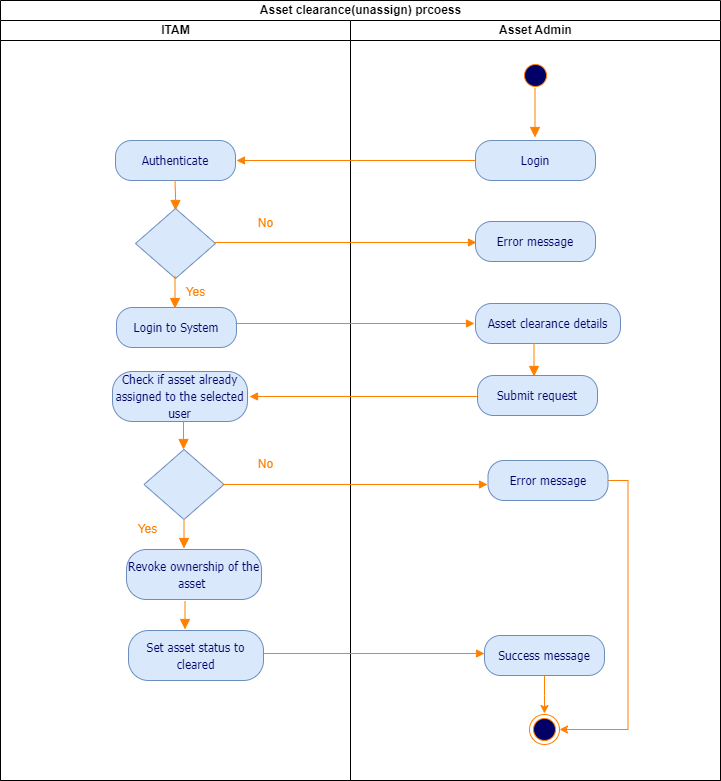 Asset clearance(unassign) prcoess
ITAM
Asset Admin
Authenticate
Login
No
Error message
Yes
Login to System
Asset clearance details
Check if asset already
assigned to the selected
user
Submit request
No
Error message
Yes
Revoke ownership of the
asset
Set asset status to
cleared
Success message